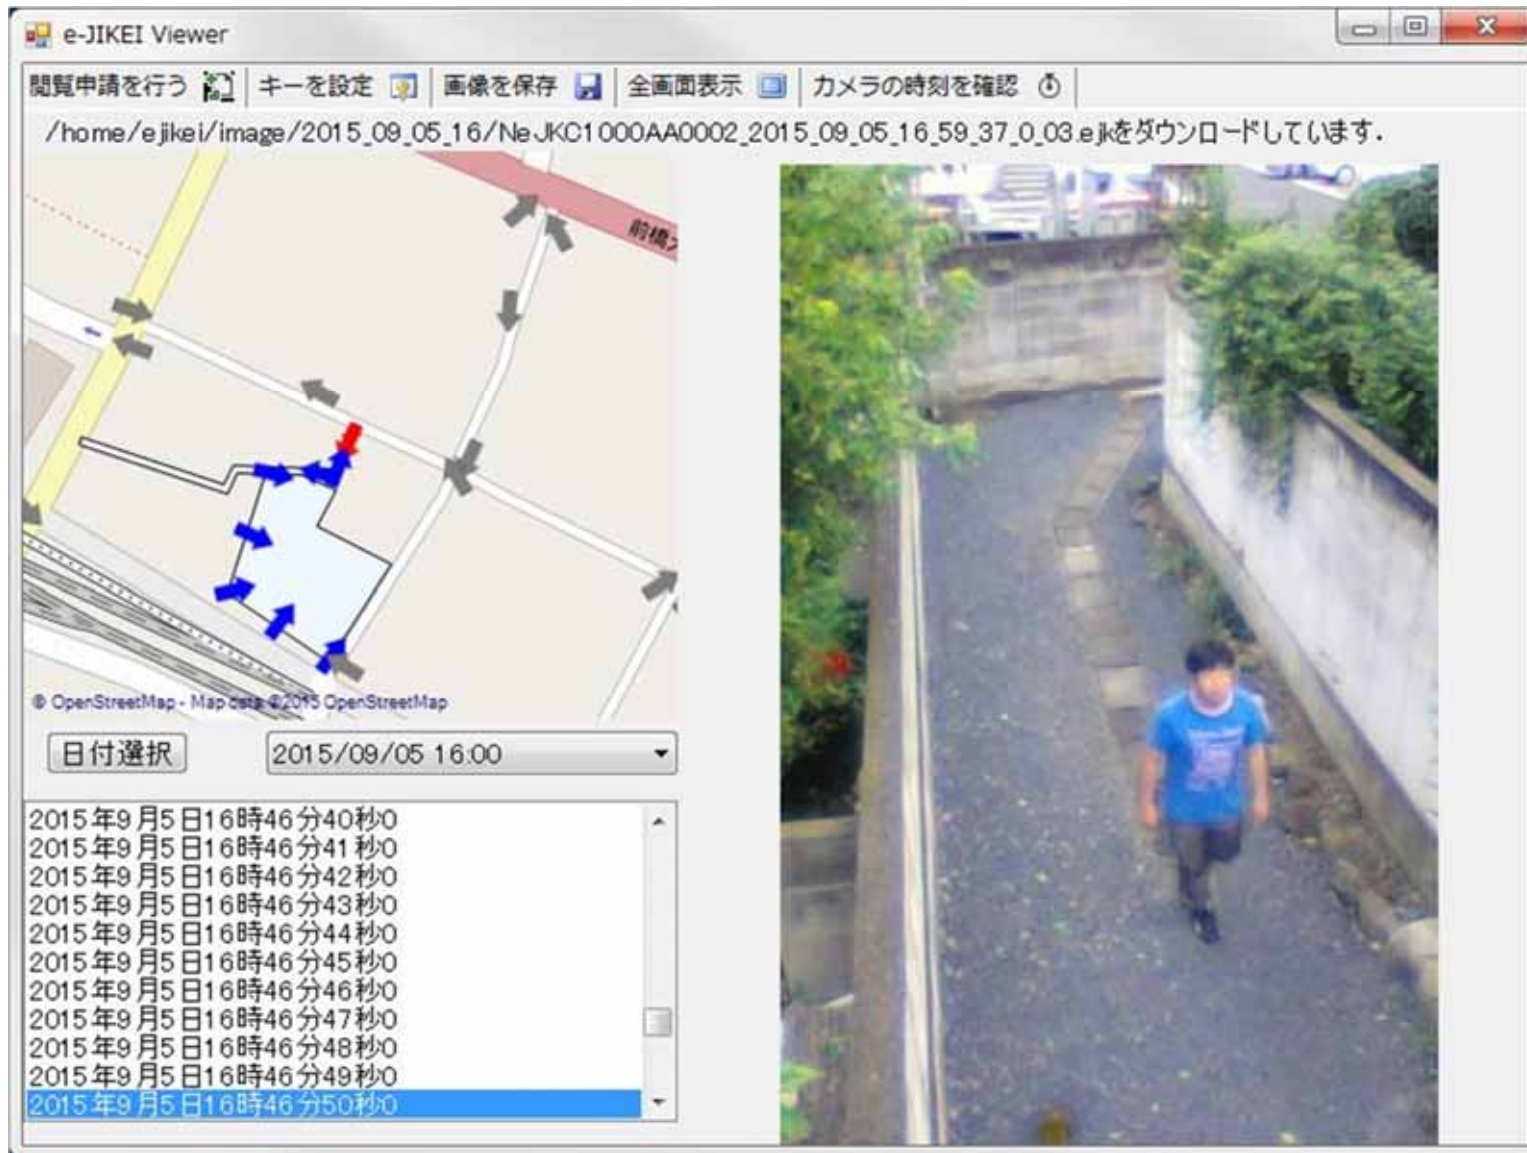 e-JIKEI Viewer
閲覧申請を行う キーを設定 画像を保存 全画面表示 カメラの時刻を確認
/home/ejikei/image/2015_09_05_16/NeJKC1000AA0002_2015_09_05_16_59_37_0_03.ejkをダウンロードしています.
前橋
© OpenStreetMap - Map data ©2015 OpenStreetMap
日付選択 2015/09/05 16:00
2015年9月5日16時46分40秒0
2015年9月5日16時46分41秒0
2015年9月5日16時46分42秒0
2015年9月5日16時46分43秒0
2015年9月5日16時46分44秒0
2015年9月5日16時46分45秒0
2015年9月5日16時46分46秒0
2015年9月5日16時46分47秒0
2015年9月5日16時46分48秒0
2015年9月5日16時46分49秒0
2015年9月5日16時46分50秒0